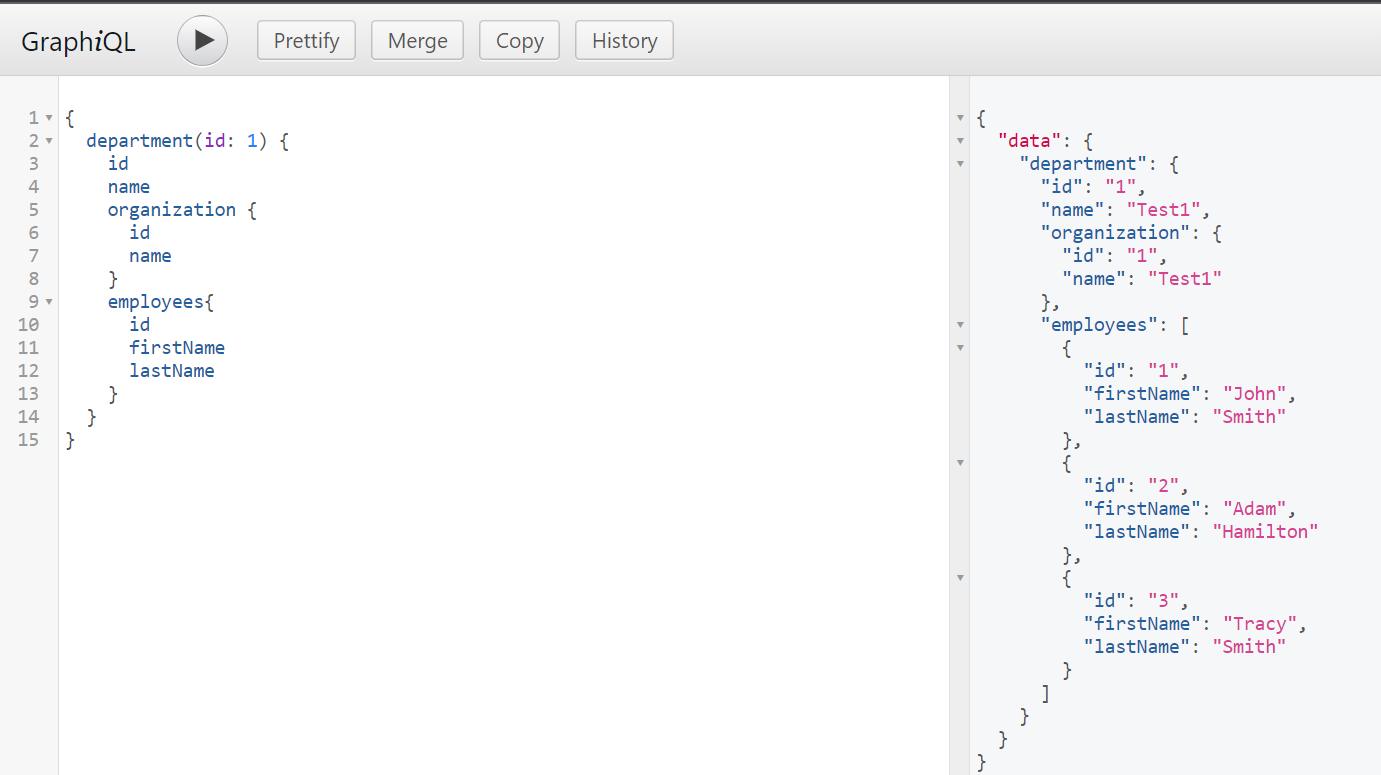 GraphiQL Prettify Merge Copy History
1 {
2   department(id: 1) {
3     id
4     name
5     organization {
6       id
7       name
8     }
9     employees{
10       id
11       firstName
12       lastName
13     }
14   }
15 }
{
  "data": {
    "department": {
      "id": "1",
      "name": "Test1",
      "organization": {
        "id": "1",
        "name": "Test1"
      },
      "employees": [
        {
          "id": "1",
          "firstName": "John",
          "lastName": "Smith"
        },
        {
          "id": "2",
          "firstName": "Adam",
          "lastName": "Hamilton"
        },
        {
          "id": "3",
          "firstName": "Tracy",
          "lastName": "Smith"
        }
      ]
    }
  }
}